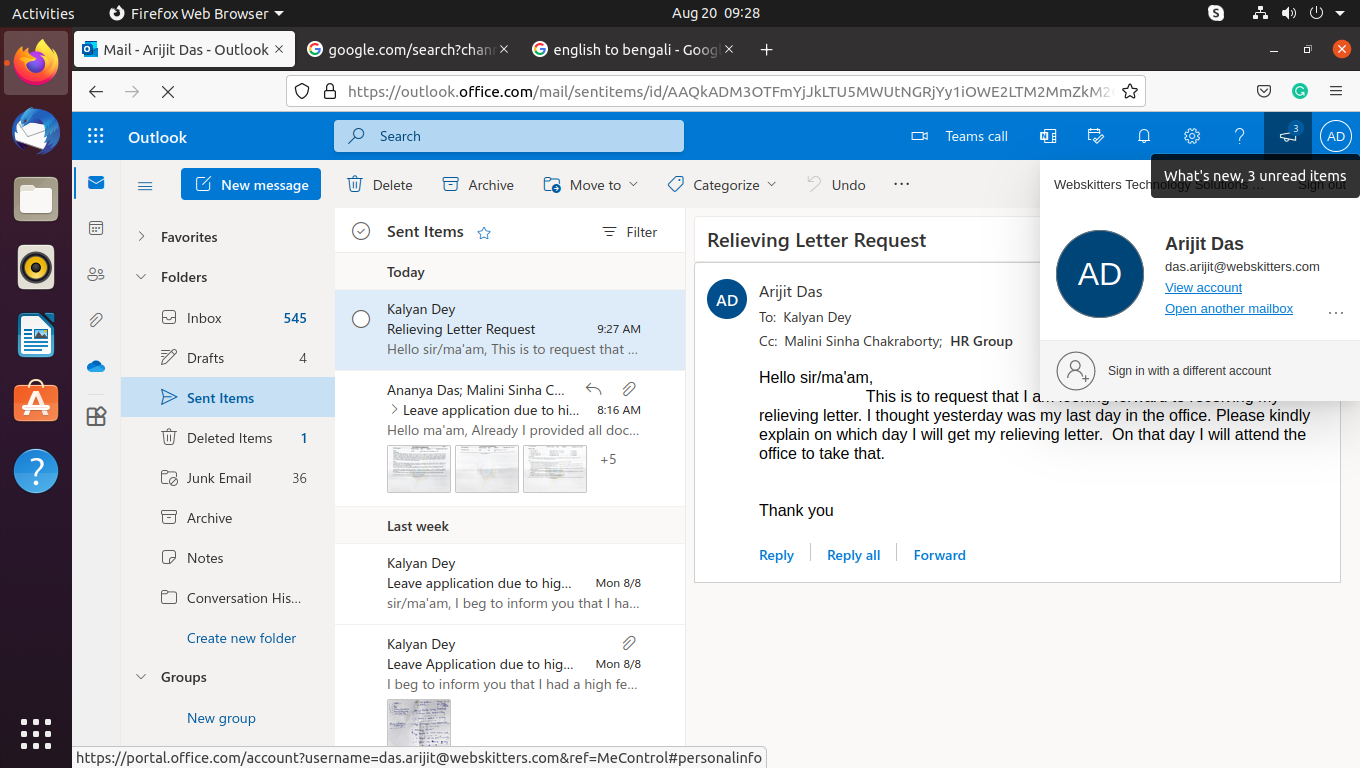 Activities
Firefox Web Browser
Aug 20 09:28
Mail - Arijit Das - Outlook
google.com/search?chann
english to bengali - Goog
https://outlook.office.com/mail/sentitems/id/AAQkADM3OTFmYjJkLTU5MWUtNGRjYy1iOWE2LTM2MmZkM2
Outlook
Search
Teams call
3
AD
New message
Delete
Archive
Move to
Categorize
Undo
What's new, 3 unread items
Webskitters Technology Solutions ...
Sign out
Favorites
Folders
Inbox 545
Drafts 4
Sent Items
Deleted Items 1
Junk Email 36
Archive
Notes
Conversation His...
Create new folder
Groups
New group
Sent Items
Filter
Today
Kalyan Dey
Relieving Letter Request 9:27 AM
Hello sir/ma'am, This is to request that ...
Ananya Das; Malini Sinha C...
Leave application due to hi... 8:16 AM
Hello ma'am, Already I provided all doc...
+5
Last week
Kalyan Dey
Leave application due to hig... Mon 8/8
sir/ma'am, I beg to inform you that I ha...
Kalyan Dey
Leave Application due to hig... Mon 8/8
I beg to inform you that I had a high fe...
Relieving Letter Request
AD
Arijit Das
To: Kalyan Dey
Cc: Malini Sinha Chakraborty; HR Group
Hello sir/ma'am,
This is to request that I am looking forward to receiving my
relieving letter. I thought yesterday was my last day in the office. Please kindly
explain on which day I will get my relieving letter. On that day I will attend the
office to take that.
Thank you
Reply
Reply all
Forward
AD
Arijit Das
das.arijit@webskitters.com
View account
Open another mailbox
Sign in with a different account
https://portal.office.com/account?username=das.arijit@webskitters.com&ref=MeControl#personalinfo